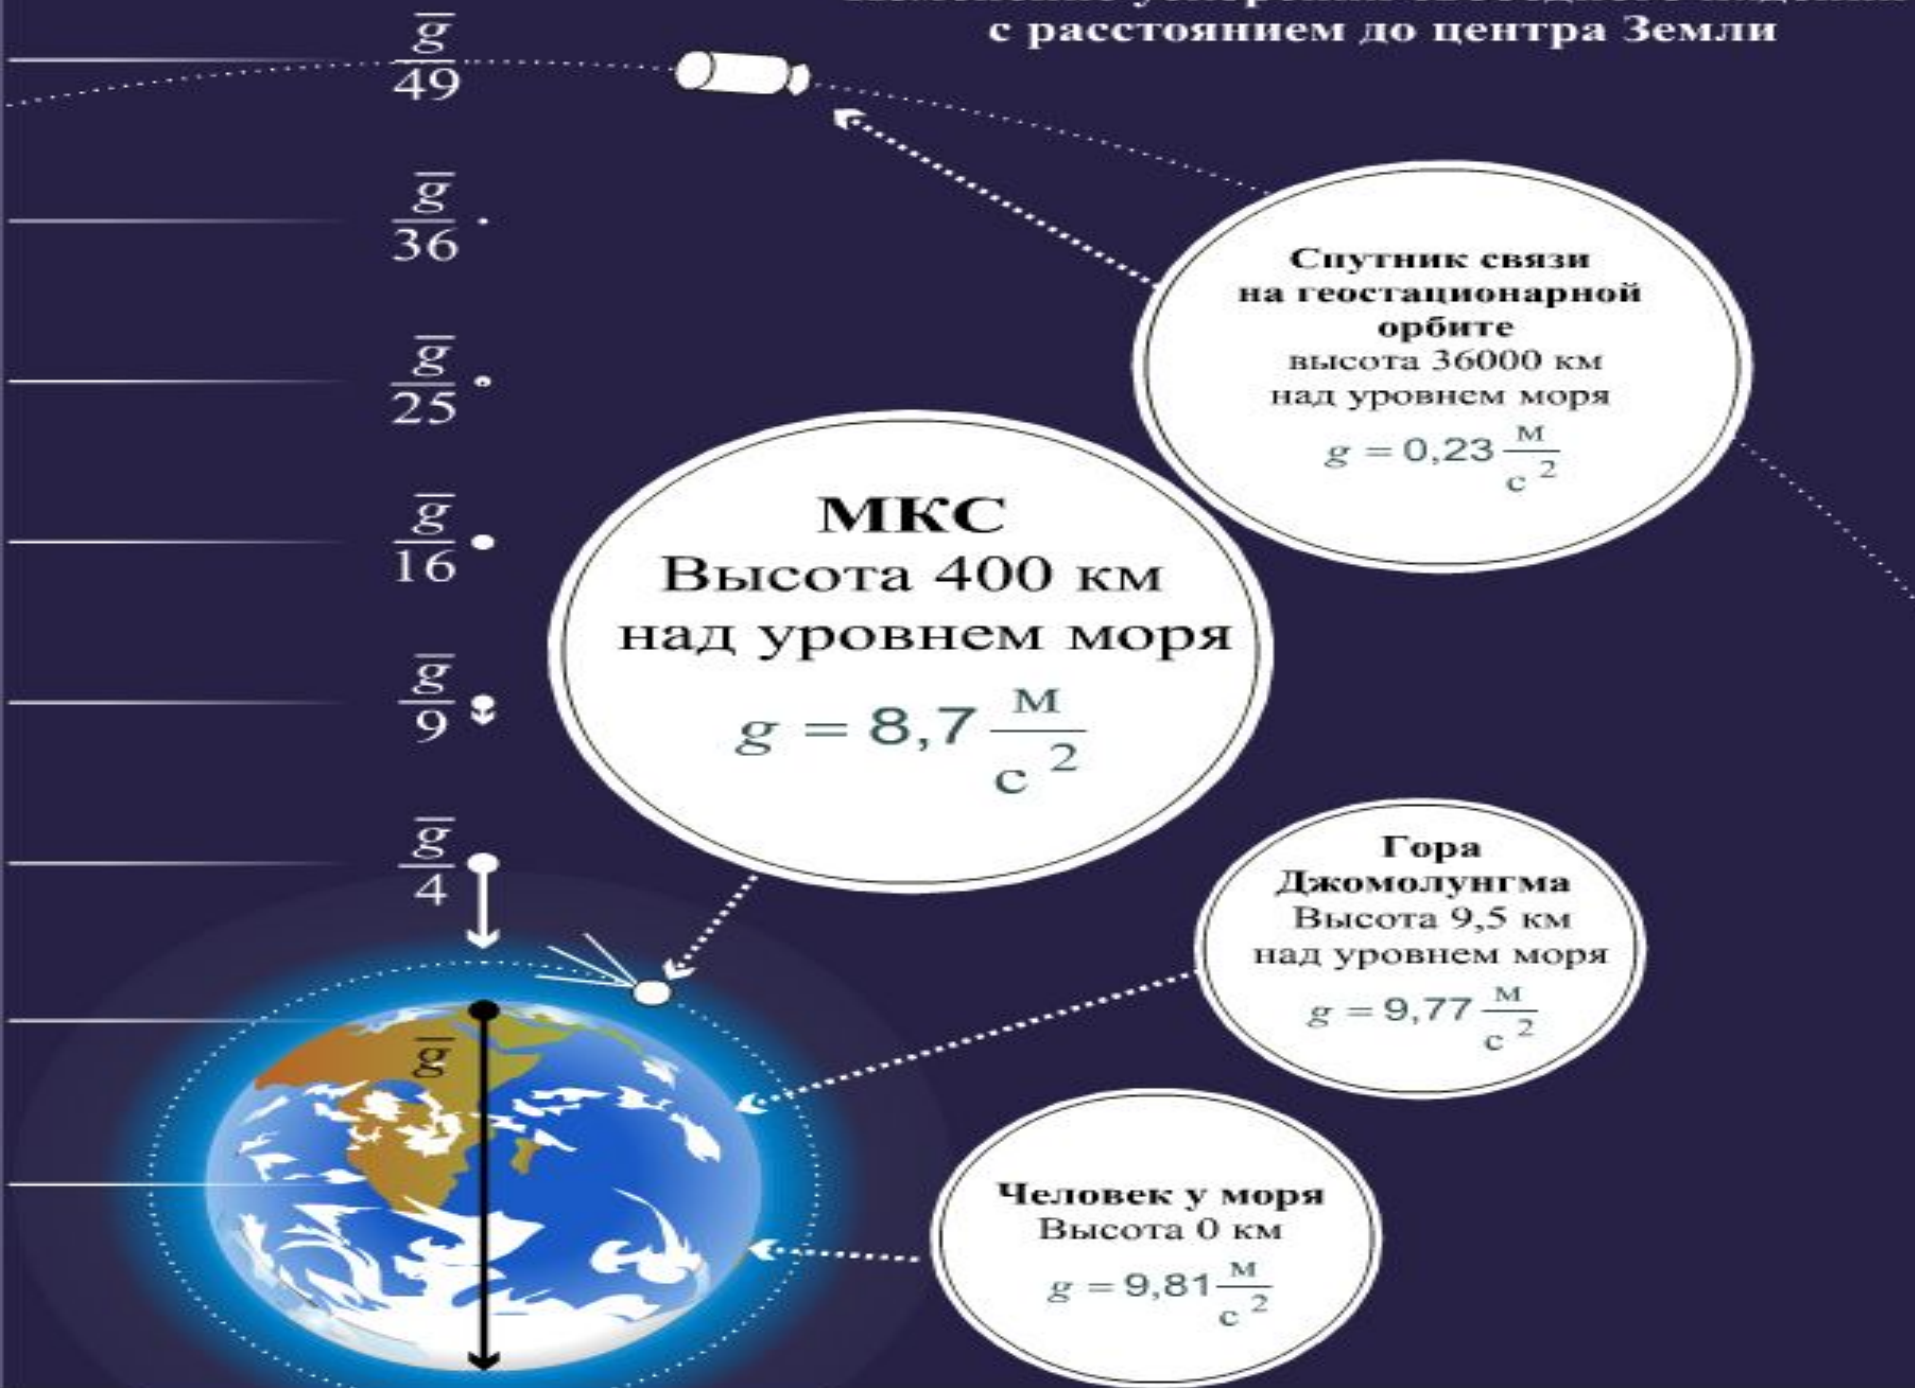 с расстоянием до центра Земли
g
49
g
36
g
25
g
16
g
9
g
4
g
Спутник связи
на геостационарной
орбите
высота 36000 км
над уровнем моря
g = 0,23 м/с²
МКС
Высота 400 км
над уровнем моря
g = 8,7 м/с²
Гора
Джомолунгма
Высота 9,5 км
над уровнем моря
g = 9,77 м/с²
Человек у моря
Высота 0 км
g = 9,81 м/с²